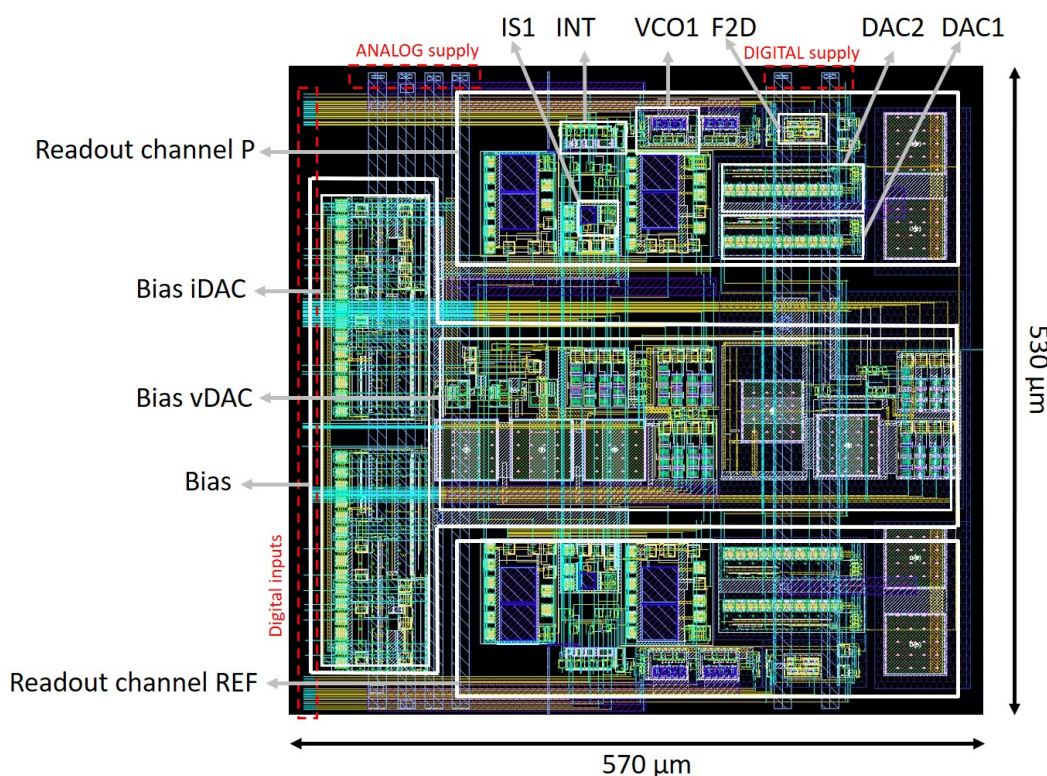 IS1 INT VCO1 F2D DAC2 DAC1
ANALOG supply DIGITAL supply
Readout channel P
Bias iDAC
Bias vDAC
Bias
Digital inputs
Readout channel REF
530 µm
570 µm